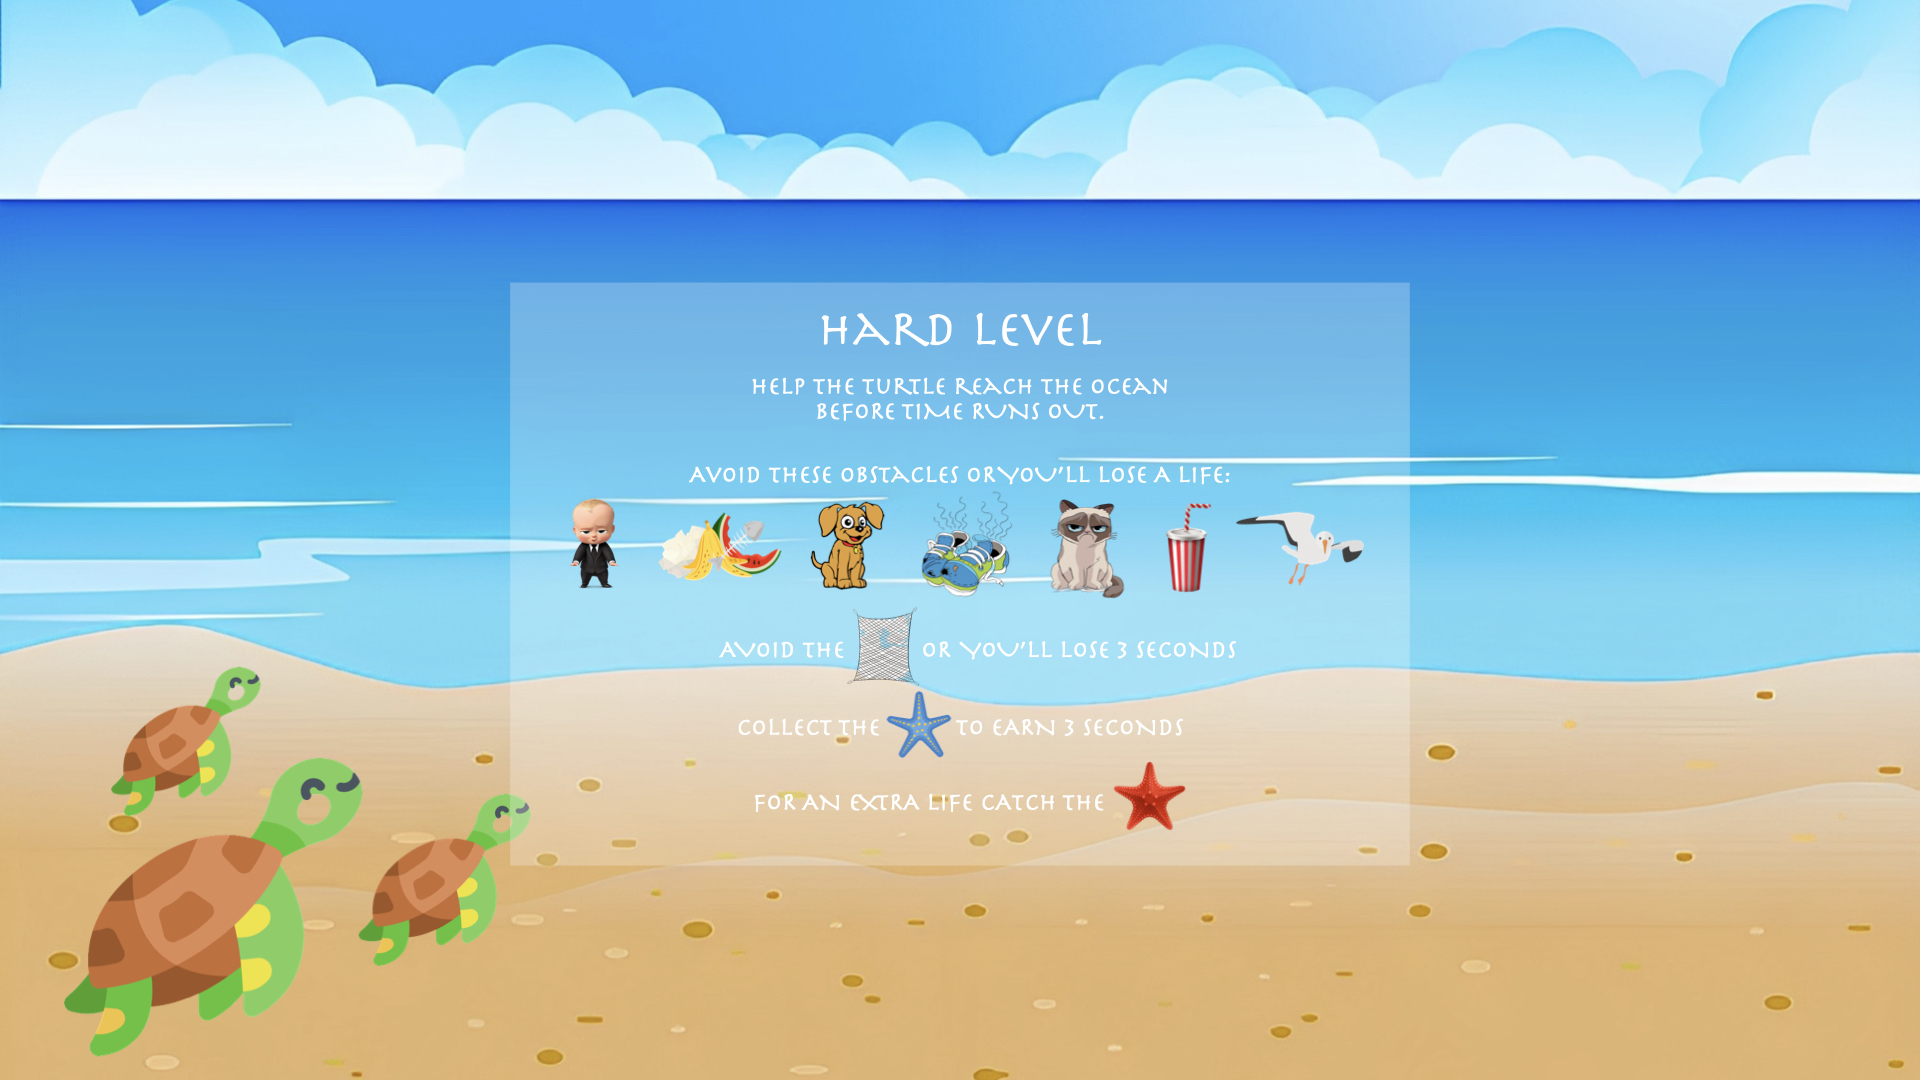 HARD LEVEL
HELP THE TURTLE REACH THE OCEAN
BEFORE TIME RUNS OUT.
AVOID THESE OBSTACLES OR YOU'LL LOSE A LIFE:
AVOID THE OR YOU'LL LOSE 3 SECONDS
COLLECT THE TO EARN 3 SECONDS
FOR AN EXTRA LIFE CATCH THE